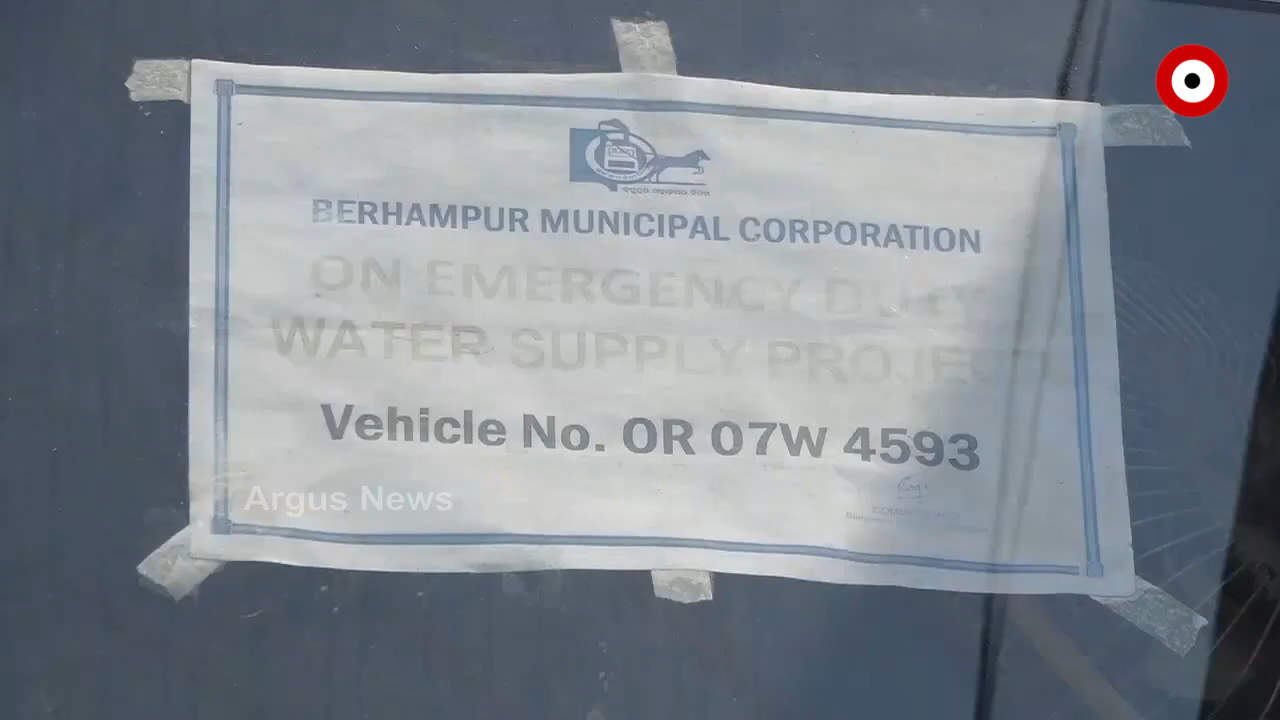 BERHAMPUR MUNICIPAL CORPORATION
ON EMERGENCY DUTY
WATER SUPPLY PROJECT
Vehicle No. OR 07W 4593
Argus News